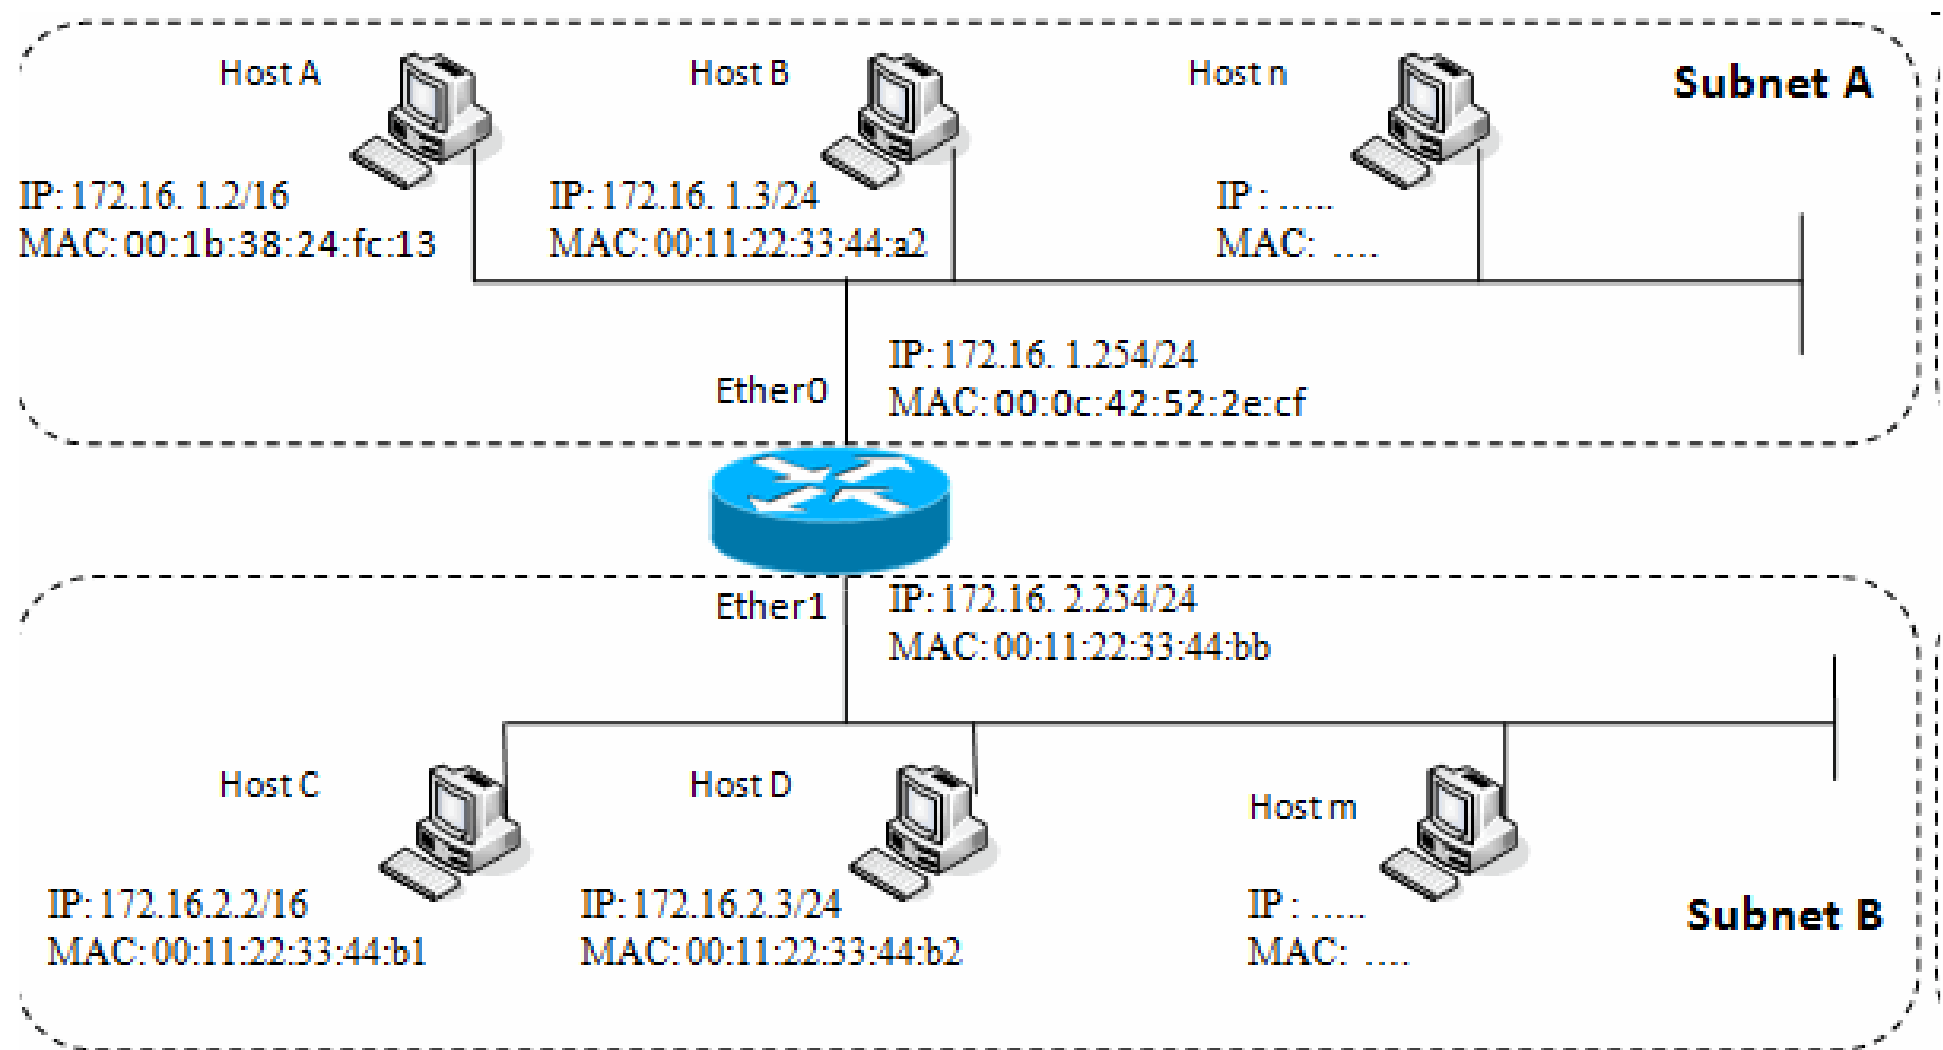 Host A
Host B
Host n
Subnet A
IP: 172.16. 1.2/16
MAC: 00:1b:38:24:fc:13
IP: 172.16. 1.3/24
MAC: 00:11:22:33:44:a2
IP : .....
MAC: ....
IP: 172.16. 1.254/24
MAC: 00:0c:42:52:2e:cf
Ether0
Ether1
IP: 172.16. 2.254/24
MAC: 00:11:22:33:44:bb
Host C
Host D
Host m
IP: 172.16.2.2/16
MAC: 00:11:22:33:44:b1
IP: 172.16.2.3/24
MAC: 00:11:22:33:44:b2
IP : .....
MAC: ....
Subnet B